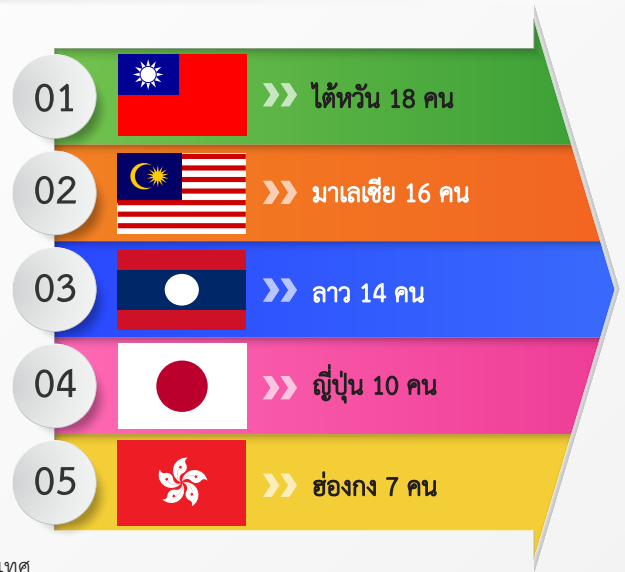 01 ไต้หวัน 18 คน
02 มาเลเซีย 16 คน
03 ลาว 14 คน
04 ญี่ปุ่น 10 คน
05 ฮ่องกง 7 คน